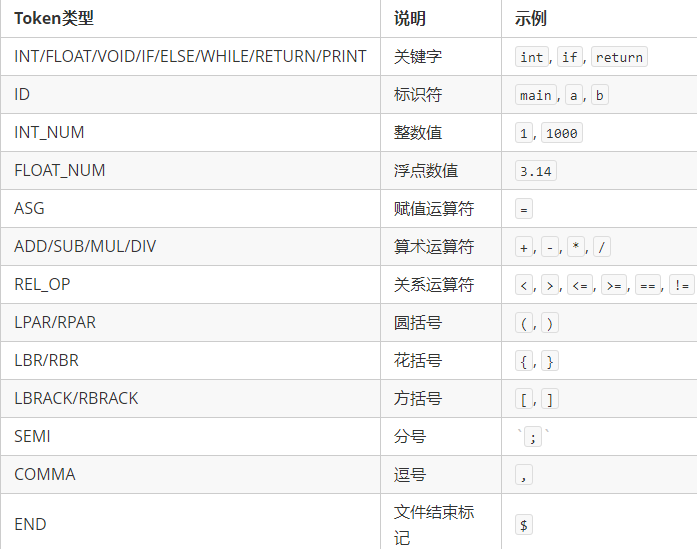 Token类型 说明 示例
INT/FLOAT/VOID/IF/ELSE/WHILE/RETURN/PRINT 关键字 int, if, return
ID 标识符 main, a, b
INT_NUM 整数值 1, 1000
FLOAT_NUM 浮点数值 3.14
ASG 赋值运算符 =
ADD/SUB/MUL/DIV 算术运算符 +, -, *, /
REL_OP 关系运算符 <, >, <=, >=, ==, !=
LPAR/RPAR 圆括号 (, )
LBR/RBR 花括号 {, }
LBRACK/RBRACK 方括号 [, ]
SEMI 分号 `;`
COMMA 逗号 ,
END 文件结束标记 $